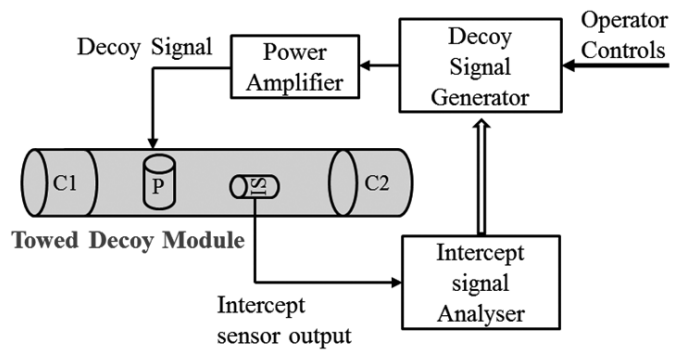 Decoy Signal
Power
Amplifier
Decoy
Signal
Generator
Operator
Controls
C1
P
IS
C2
Towed Decoy Module
Intercept
sensor output
Intercept
signal
Analyser